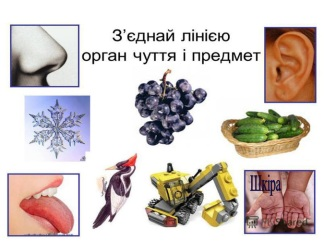 З’єднай лінією
орган чуття і предмет
Шкіра